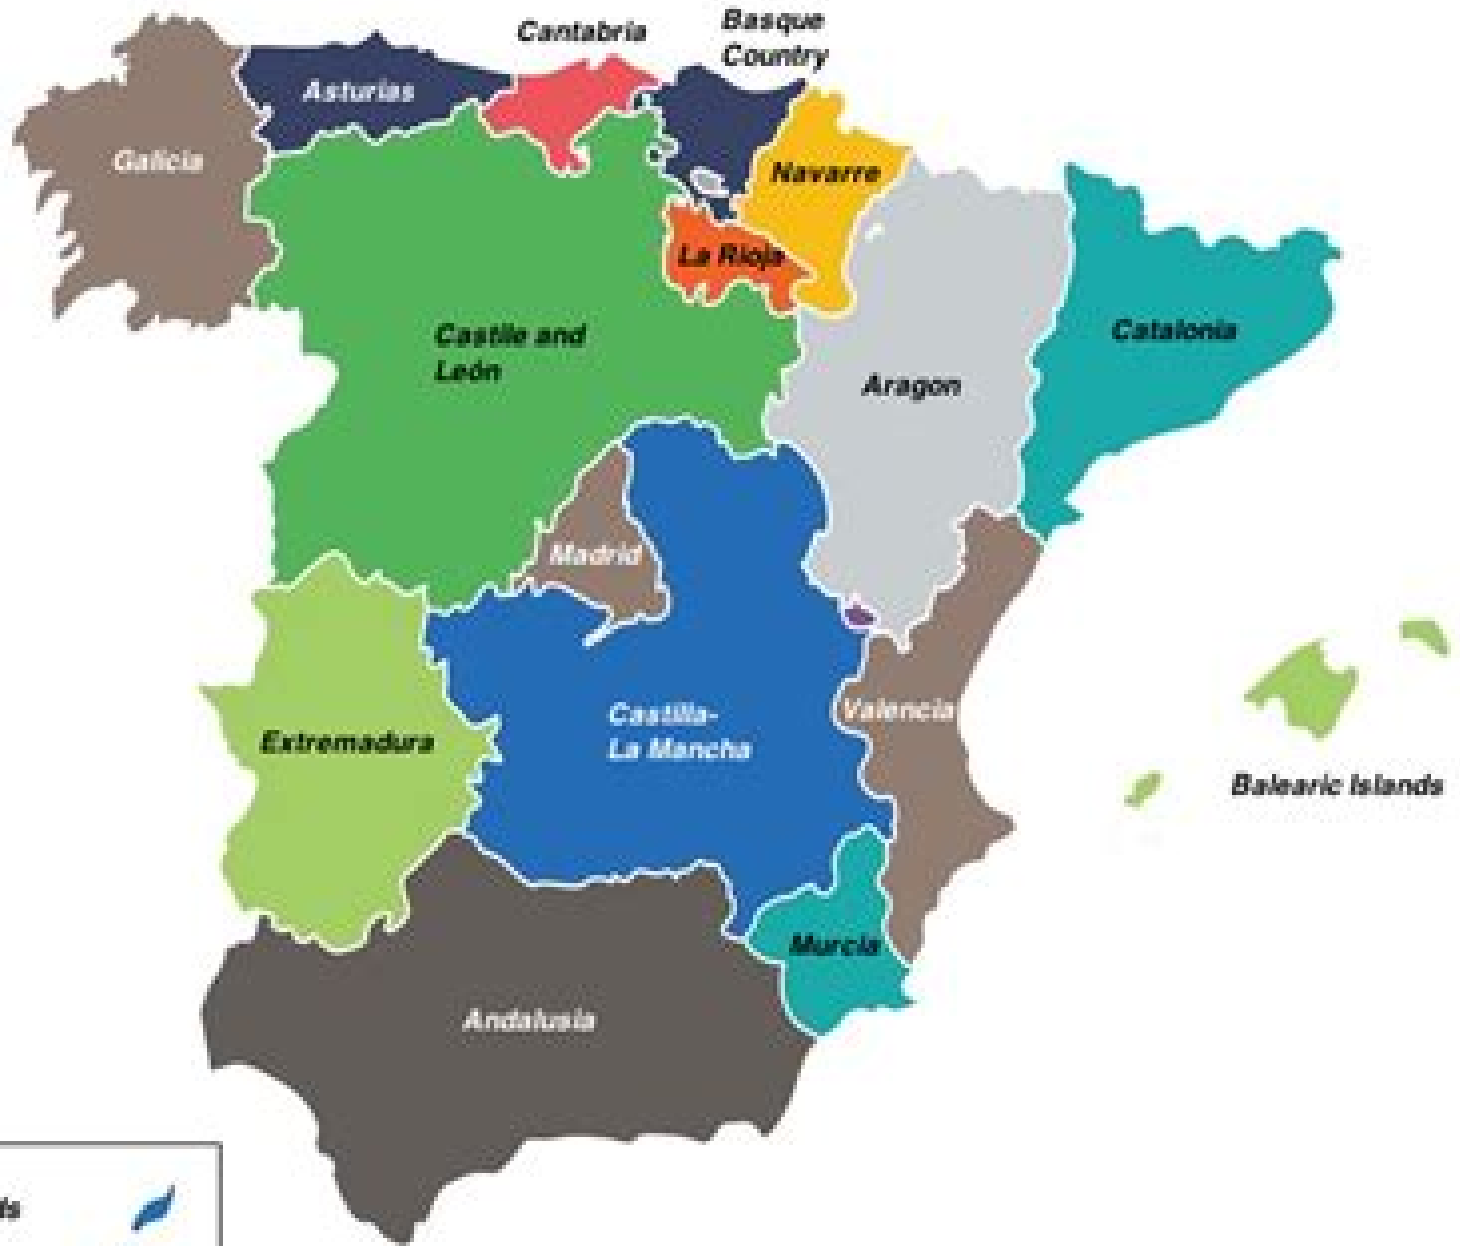 Cantabria
Basque
Country
Asturias
Galicia
Navarre
La Rioja
Castile and
León
Catalonia
Aragon
Madrid
Castilla-
La Mancha
Valencia
Extremadura
Balearic Islands
Murcia
Andalusia